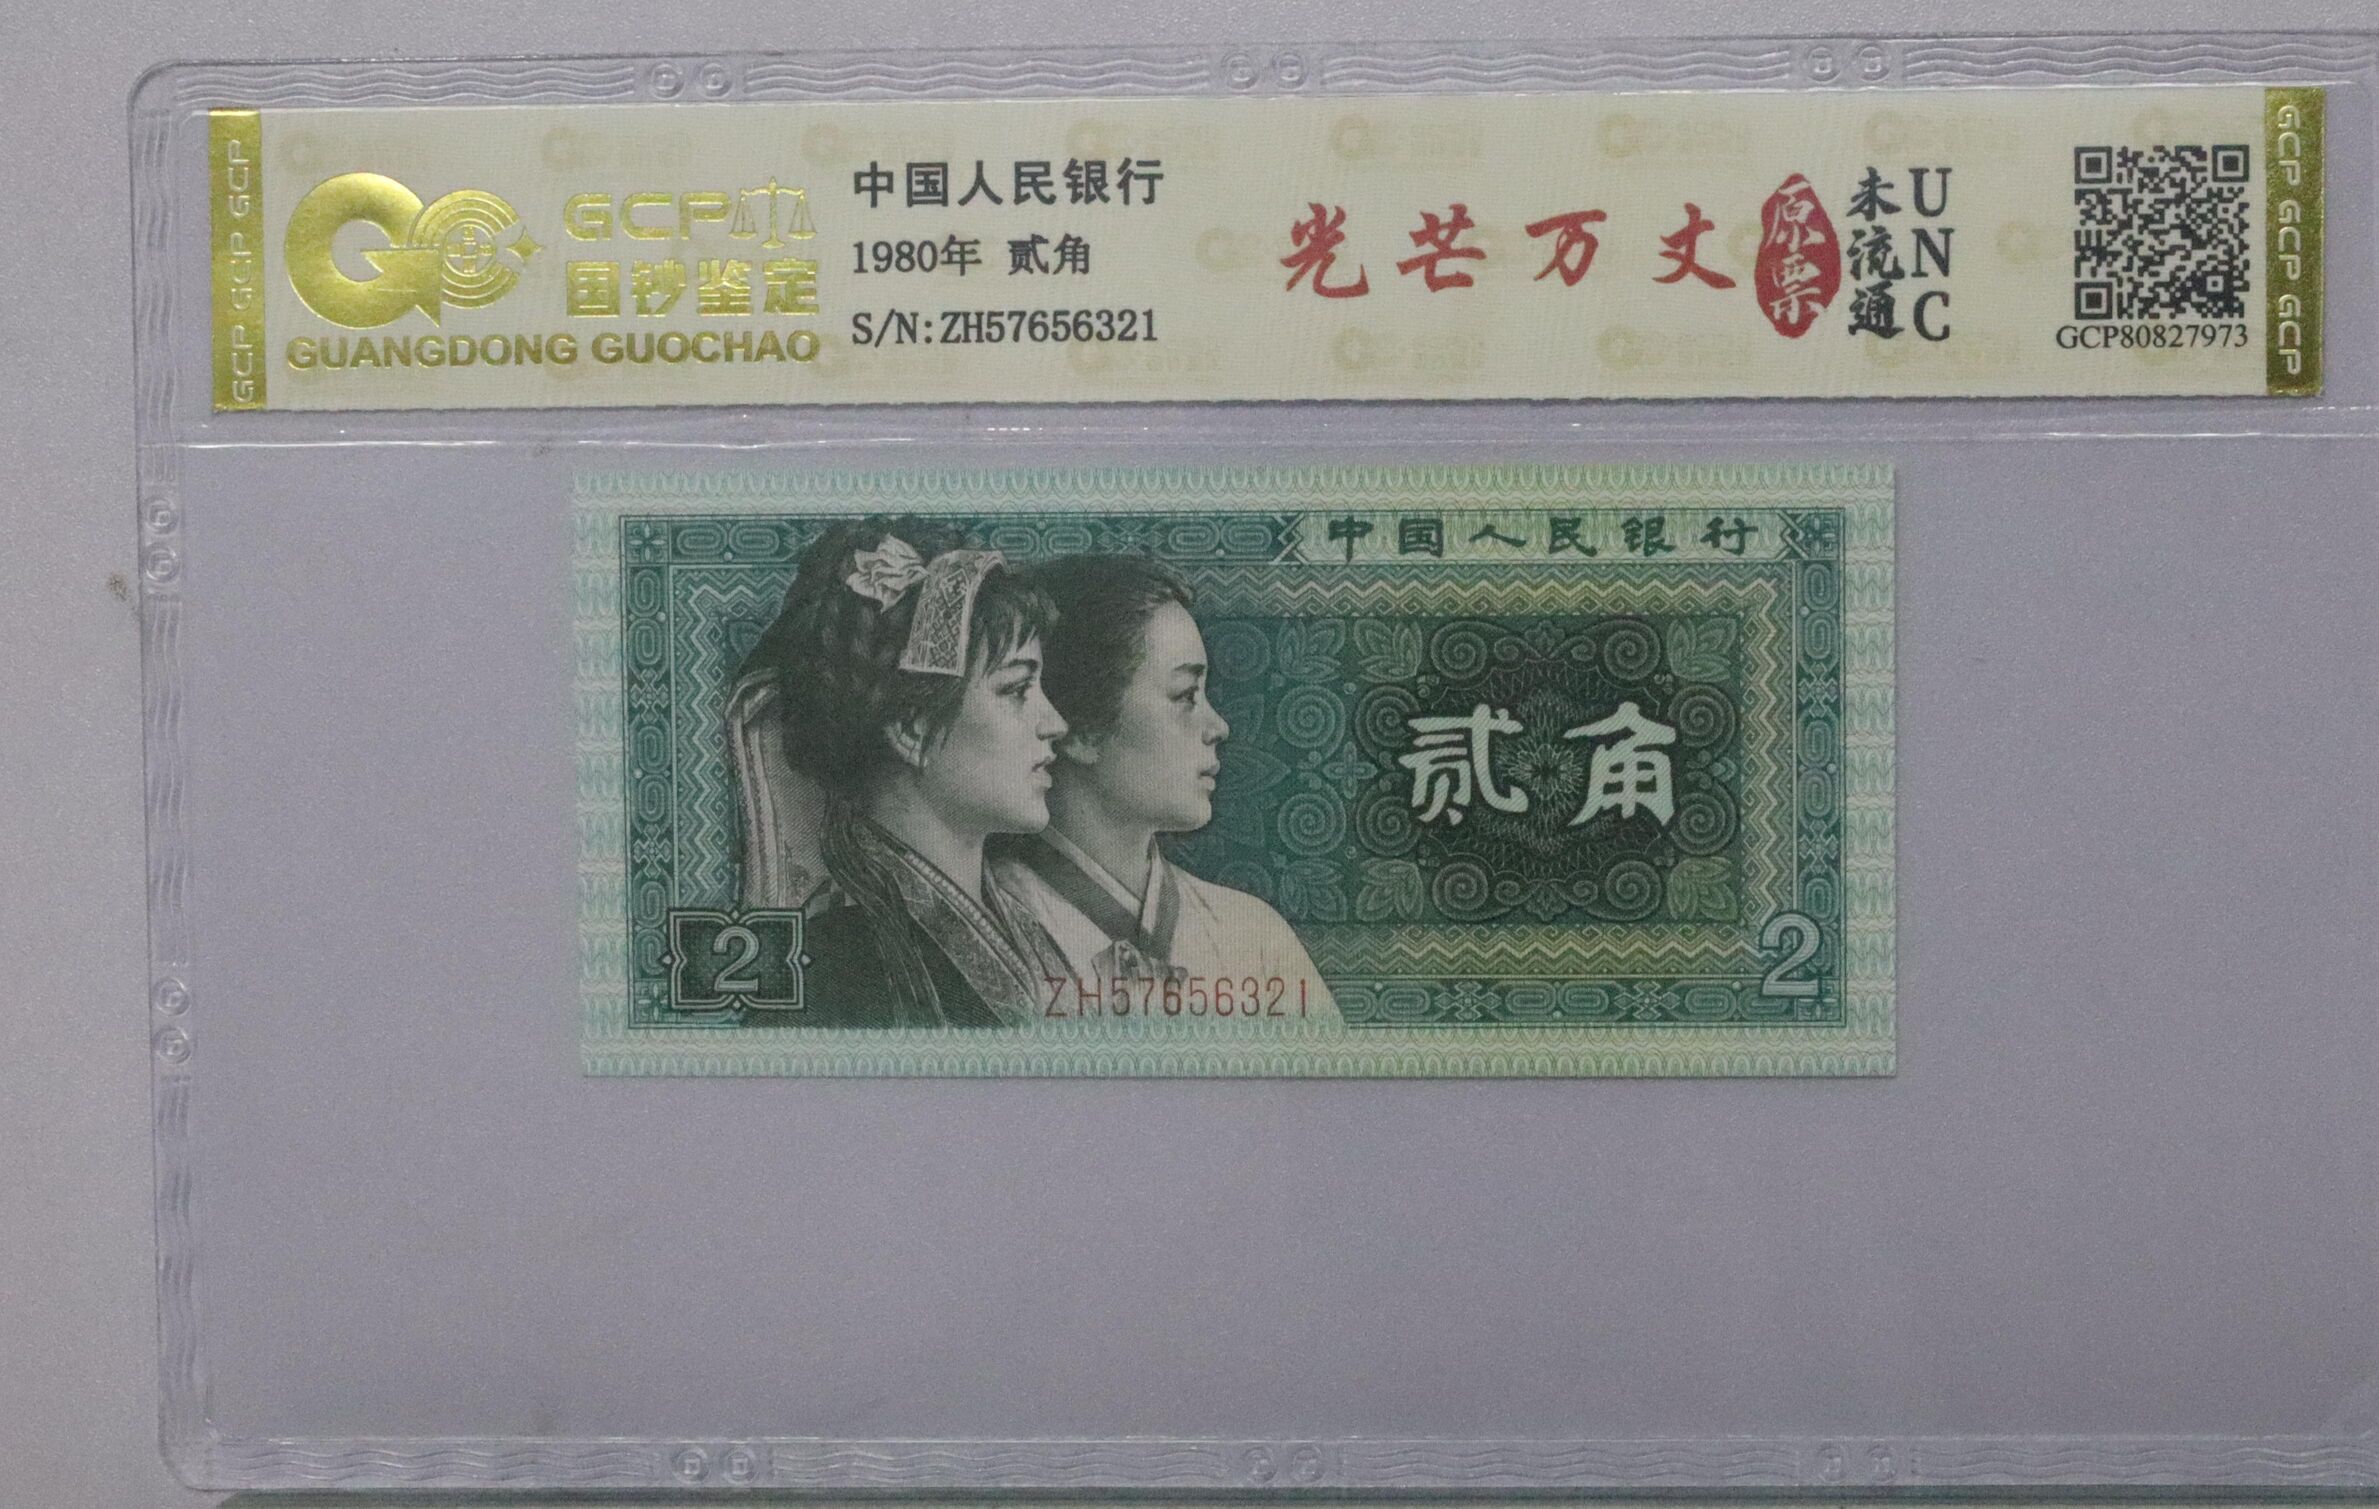 GCP GCP GCP
GCP
国钞鉴定
GUANGDONG GUOCHAO
中国人民银行
1980年 贰角
S/N:ZH57656321
光芒万丈
原票
未流通
UNC
GCP80827973
GCP GCP GCP
中国人民银行
贰角
2
2
ZH57656321